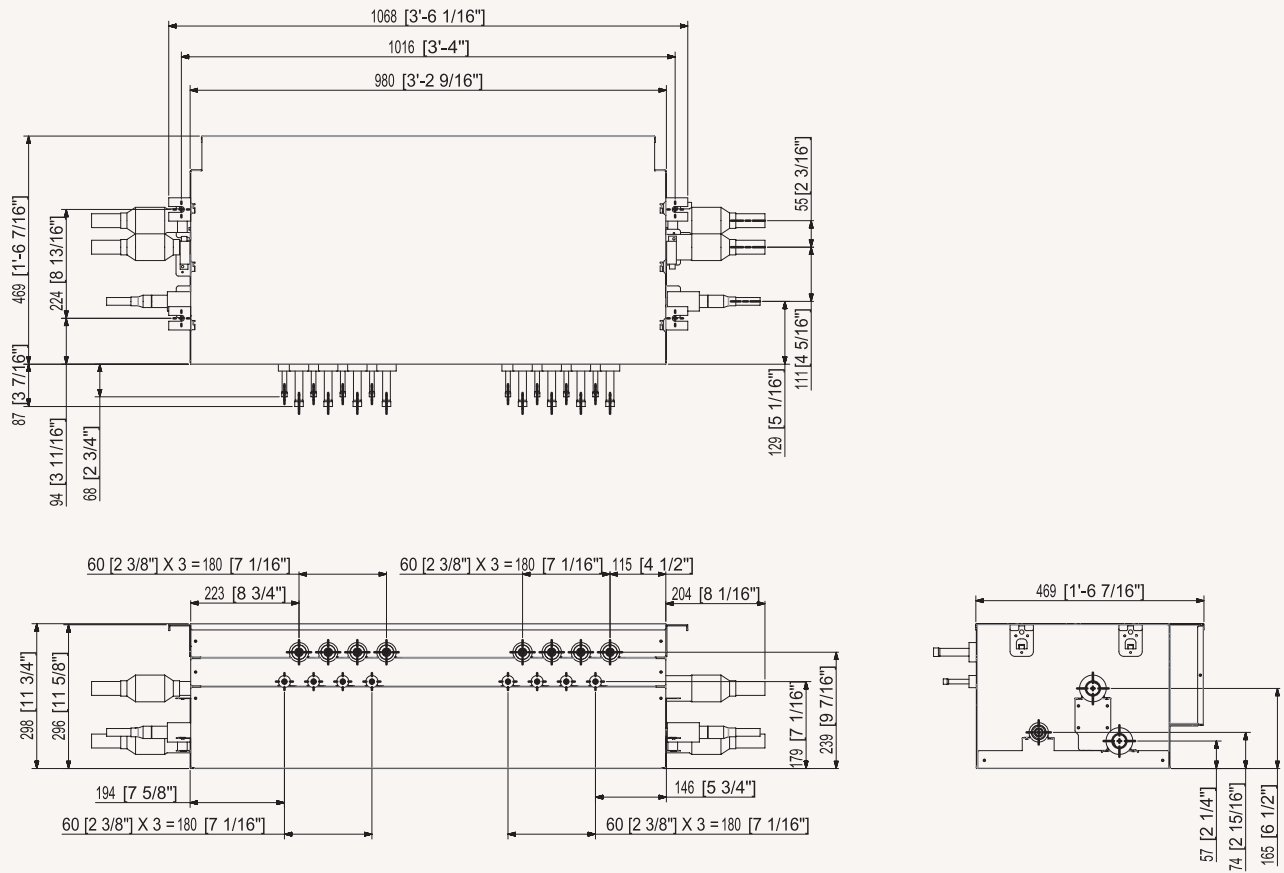 1068 [3'-6 1/16"]
1016 [3'-4"]
980 [3'-2 9/16"]
55 [2 3/16"]
469 [1'-6 7/16"]
224 [8 13/16"]
111 [4 5/16"]
87 [3 7/16"]
129 [5 1/16"]
94 [3 11/16"]
68 [2 3/4"]
60 [2 3/8"] X 3 = 180 [7 1/16"]
60 [2 3/8"] X 3 = 180 [7 1/16"]
115 [4 1/2"]
223 [8 3/4"]
204 [8 1/16"]
469 [1'-6 7/16"]
298 [11 3/4"]
296 [11 5/8"]
179 [7 1/16"]
239 [9 7/16"]
194 [7 5/8"]
146 [5 3/4"]
60 [2 3/8"] X 3 = 180 [7 1/16"]
60 [2 3/8"] X 3 = 180 [7 1/16"]
57 [2 1/4"]
74 [2 15/16"]
165 [6 1/2"]